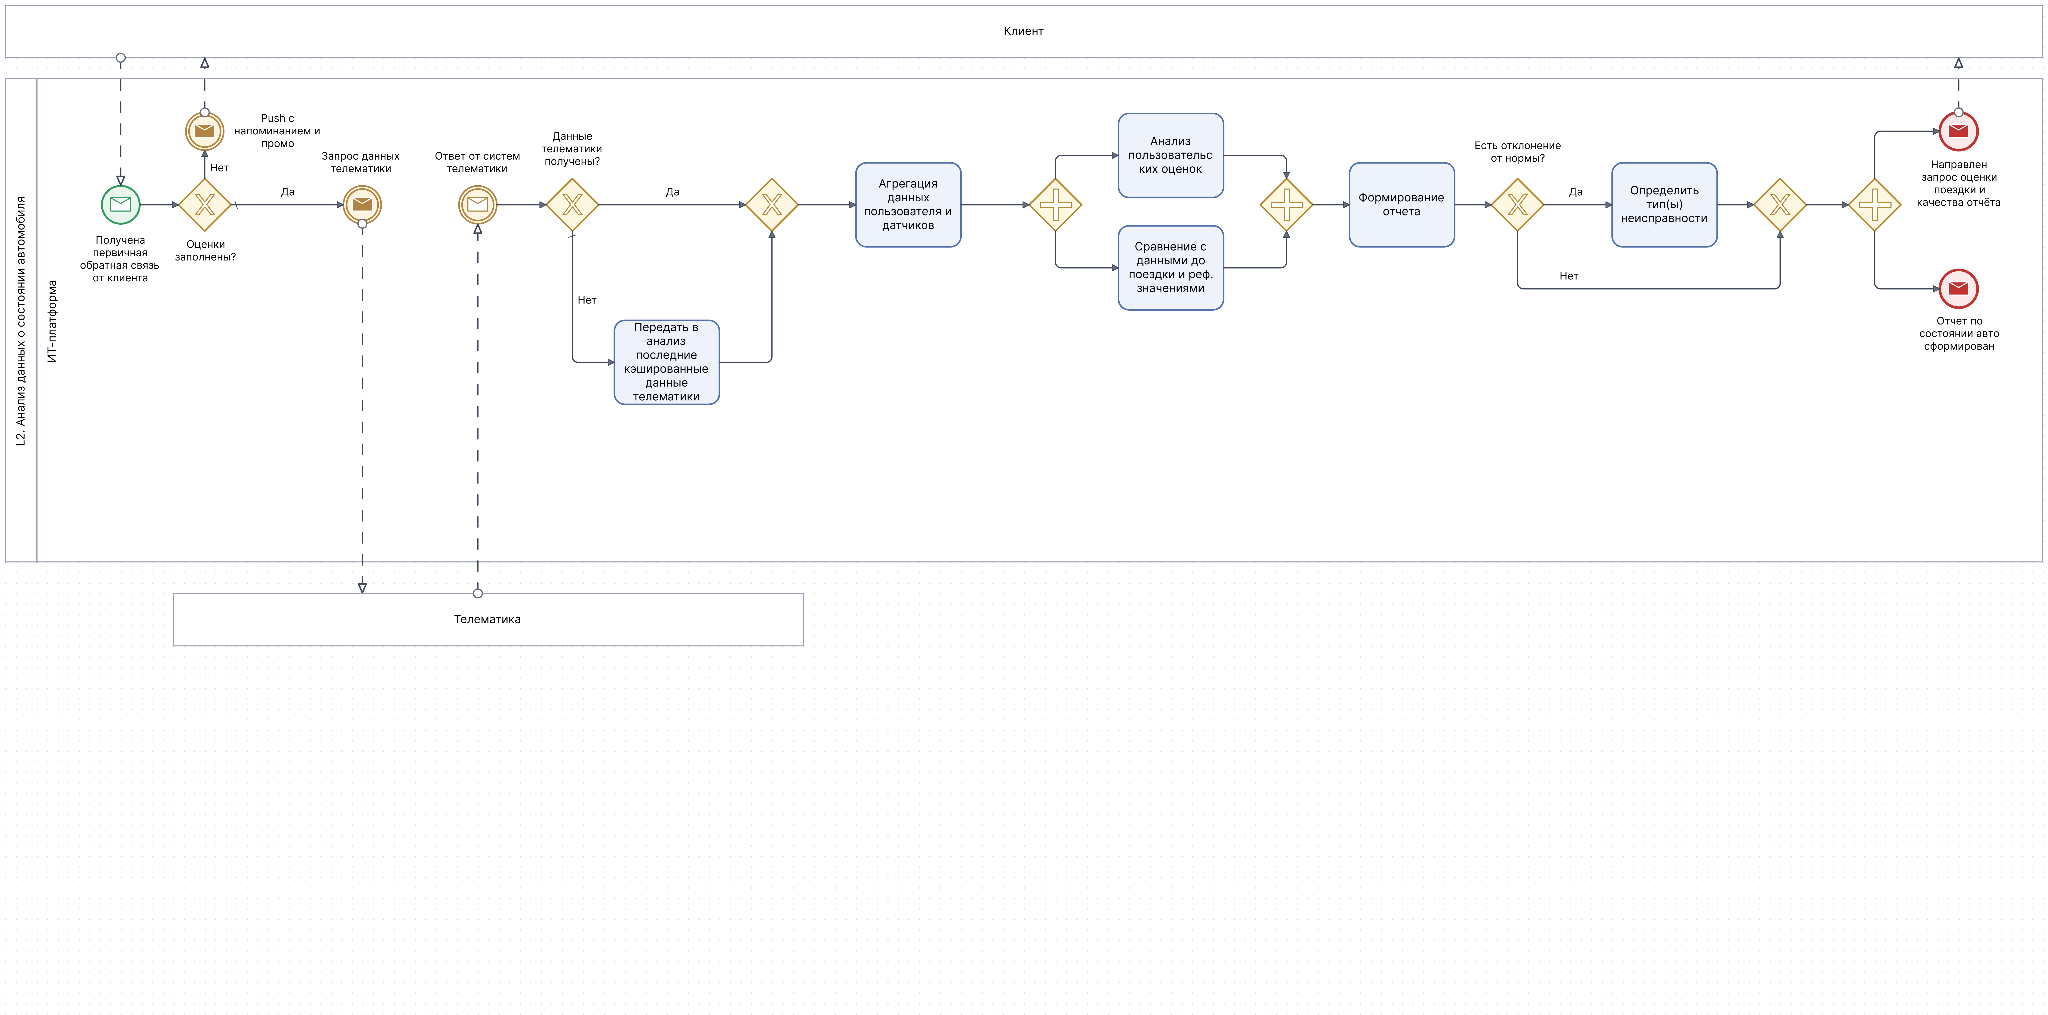 Клиент
L2. Анализ данных о состоянии автомобиля
ИТ-платформа
Получена
первичная
обратная связь
от клиента
Оценки
заполнены?
Нет
Push с
напоминанием и
промо
Да
Запрос данных
телематики
Ответ от систем
телематики
Данные
телематики
получены?
Да
Нет
Передать в
анализ
последние
кэшированные
данные
телематики
Агрегация
данных
пользователя и
датчиков
Анализ
пользовательс
ких оценок
Сравнение с
данными до
поездки и реф.
значениями
Формирование
отчета
Есть отклонение
от нормы?
Да
Нет
Определить
тип(ы)
неисправности
Направлен
запрос оценки
поездки и
качества отчёта
Отчет по
состоянии авто
сформирован
Телематика